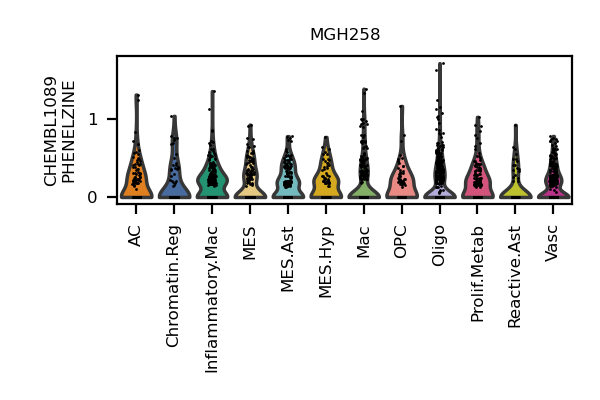 MGH258
CHEMBL1089
PHENELZINE
1
0
AC
Chromatin.Reg
Inflammatory.Mac
MES
MES.Ast
MES.Hyp
Mac
OPC
Oligo
Prolif.Metab
Reactive.Ast
Vasc